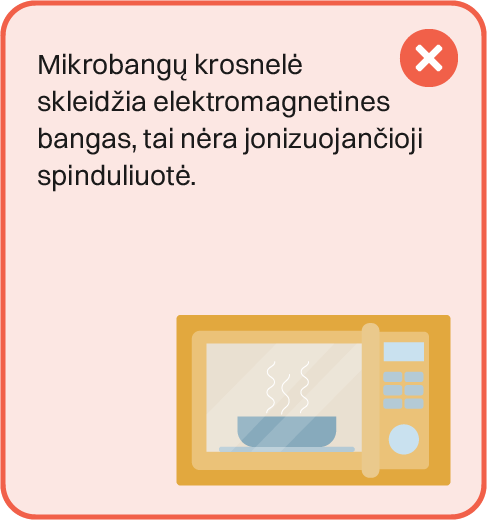 Mikrobangų krosnelė
skleidžia elektromagnetines
bangas, tai nėra jonizuojančioji
spinduliuotė.